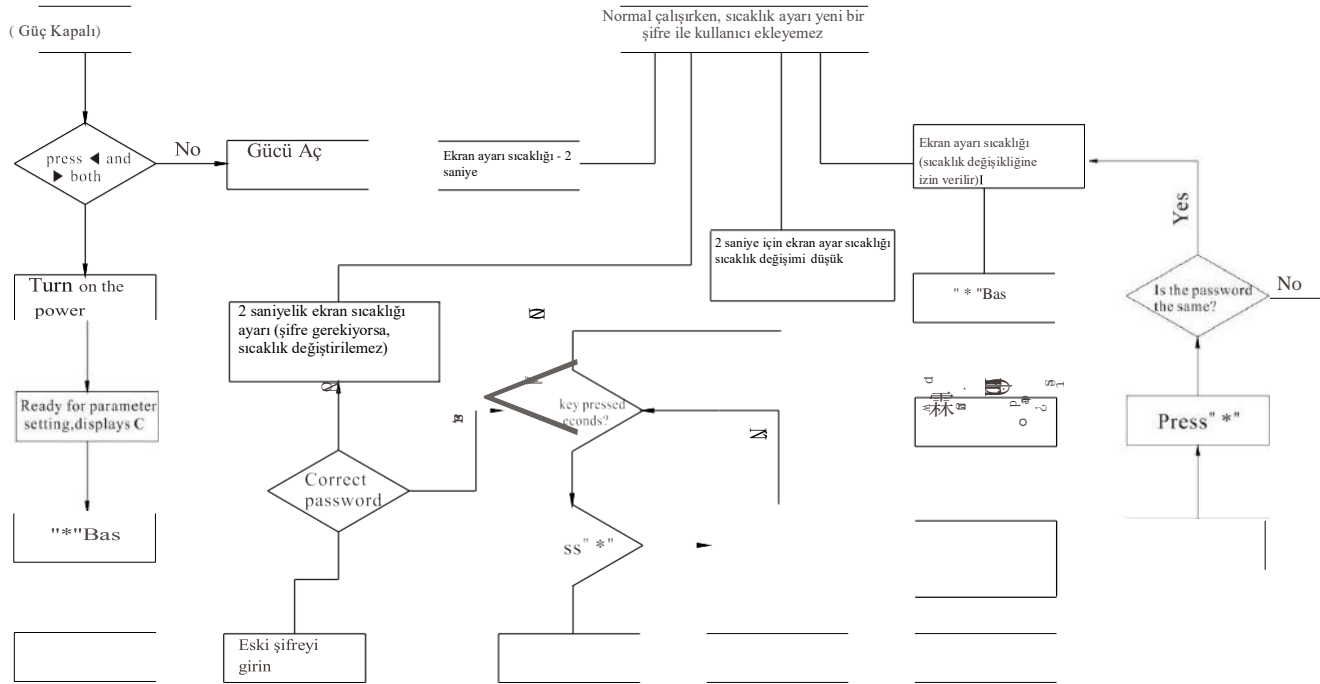 ( Güç Kapalı)
Normal çalışırken, sıcaklık ayarı yeni bir
şifre ile kullanıcı ekleyemez
press ◀ and
▶ both
No
Gücü Aç
Ekran ayarı sıcaklığı - 2
saniye
Ekran ayarı sıcaklığı
(sıcaklık değişikliğine
izin verilir)I
Yes
2 saniye için ekran ayar sıcaklığı
sıcaklık değişimi düşük
Turn on the
power
2 saniyelik ekran sıcaklığı
ayarı (şifre gerekiyorsa,
sıcaklık değiştirilemez)
" * "Bas
Is the password
the same?
No
Ready for parameter
setting,displays C
key pressed
econds?
Press" *"
Correct
password
"*"Bas
ss" *"
Eski şifreyi
girin